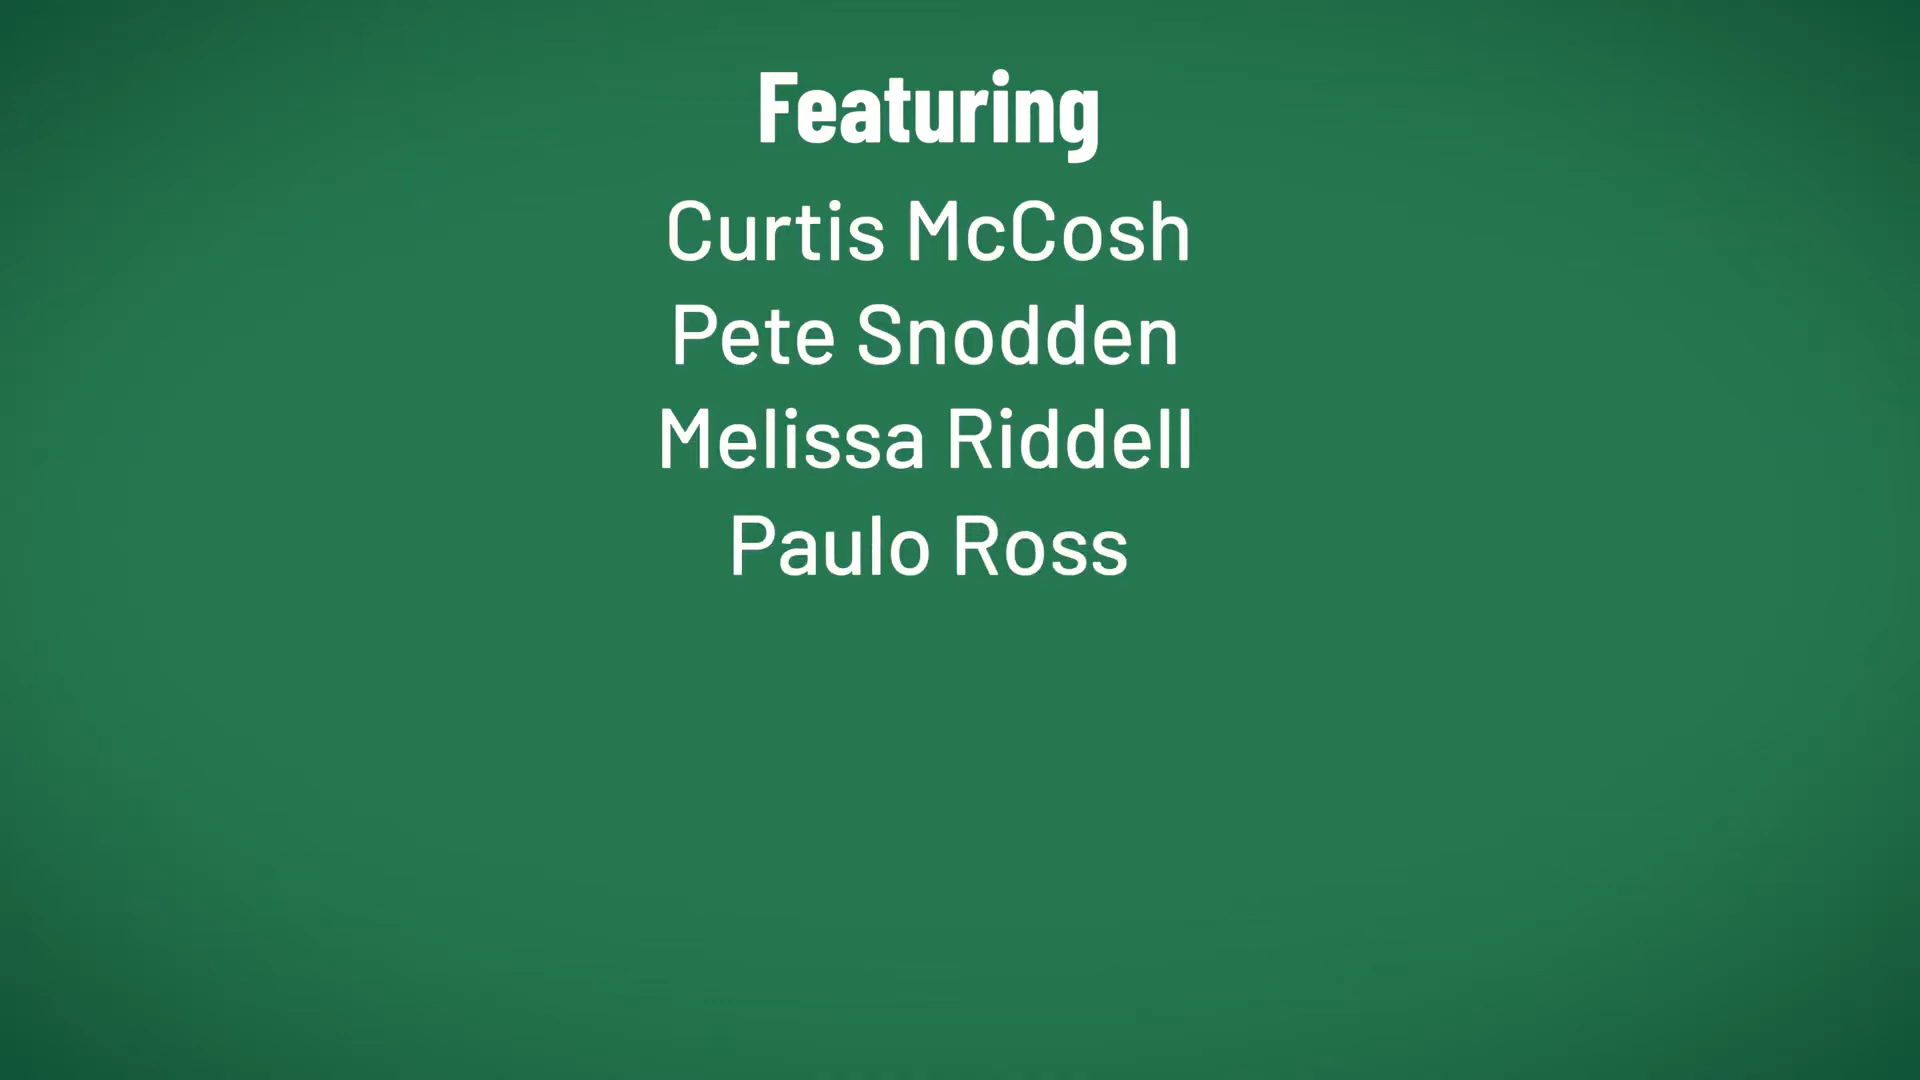 Featuring
Curtis McCosh
Pete Snodden
Melissa Riddell
Paulo Ross